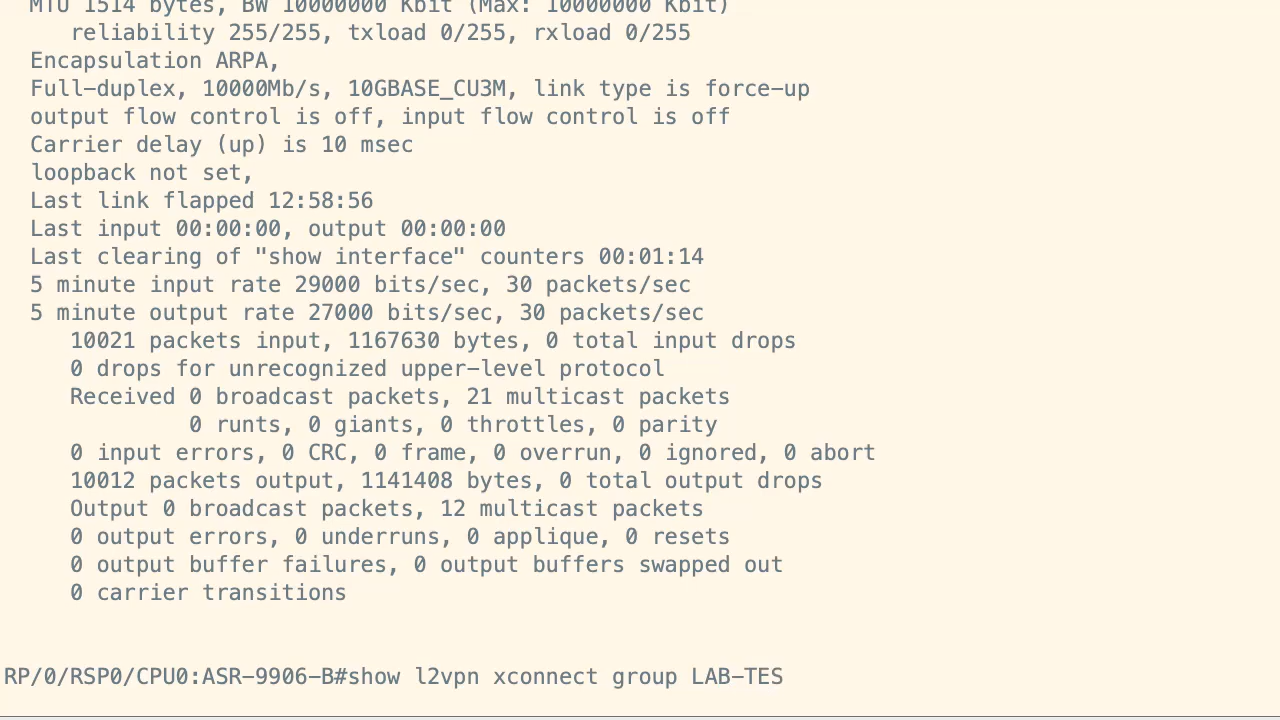 MTU 1514 bytes, BW 10000000 Kbit (Max: 10000000 Kbit)
reliability 255/255, txload 0/255, rxload 0/255
Encapsulation ARPA,
Full-duplex, 10000Mb/s, 10GBASE_CU3M, link type is force-up
output flow control is off, input flow control is off
Carrier delay (up) is 10 msec
loopback not set,
Last link flapped 12:58:56
Last input 00:00:00, output 00:00:00
Last clearing of "show interface" counters 00:01:14
5 minute input rate 29000 bits/sec, 30 packets/sec
5 minute output rate 27000 bits/sec, 30 packets/sec
10021 packets input, 1167630 bytes, 0 total input drops
0 drops for unrecognized upper-level protocol
Received 0 broadcast packets, 21 multicast packets
0 runts, 0 giants, 0 throttles, 0 parity
0 input errors, 0 CRC, 0 frame, 0 overrun, 0 ignored, 0 abort
10012 packets output, 1141408 bytes, 0 total output drops
Output 0 broadcast packets, 12 multicast packets
0 output errors, 0 underruns, 0 applique, 0 resets
0 output buffer failures, 0 output buffers swapped out
0 carrier transitions
RP/0/RSP0/CPU0:ASR-9906-B#show l2vpn xconnect group LAB-TES